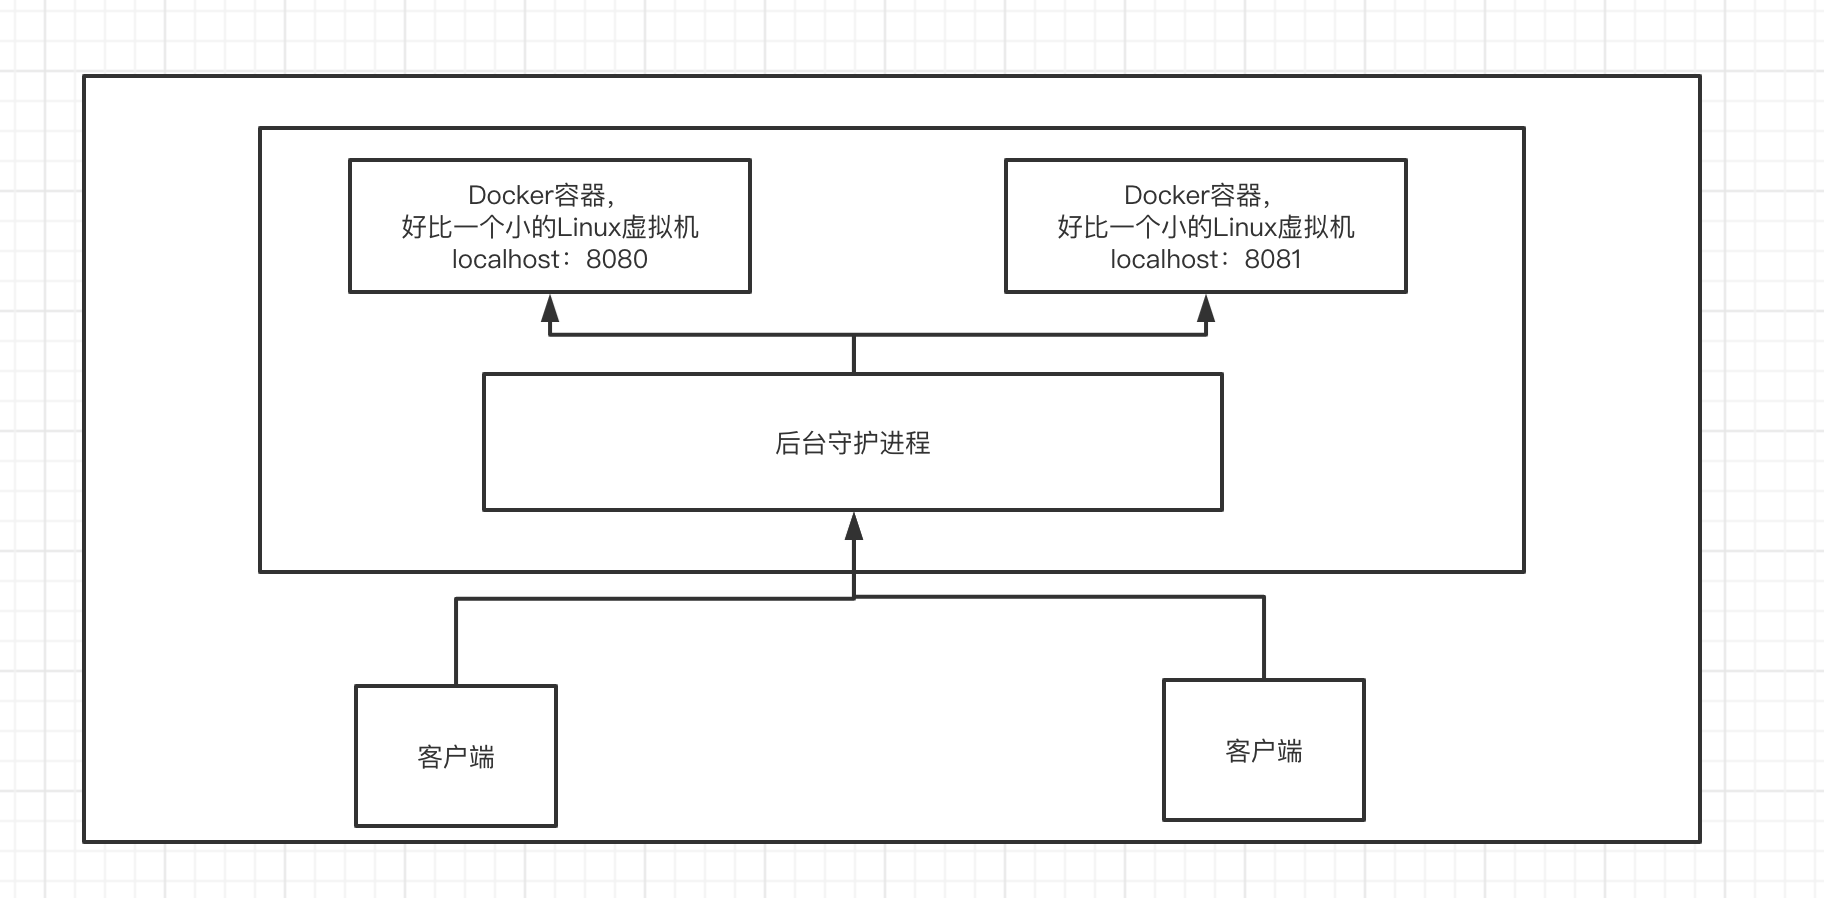 Docker容器，
好比一个小的Linux虚拟机
localhost：8080
Docker容器，
好比一个小的Linux虚拟机
localhost：8081
后台守护进程
客户端
客户端